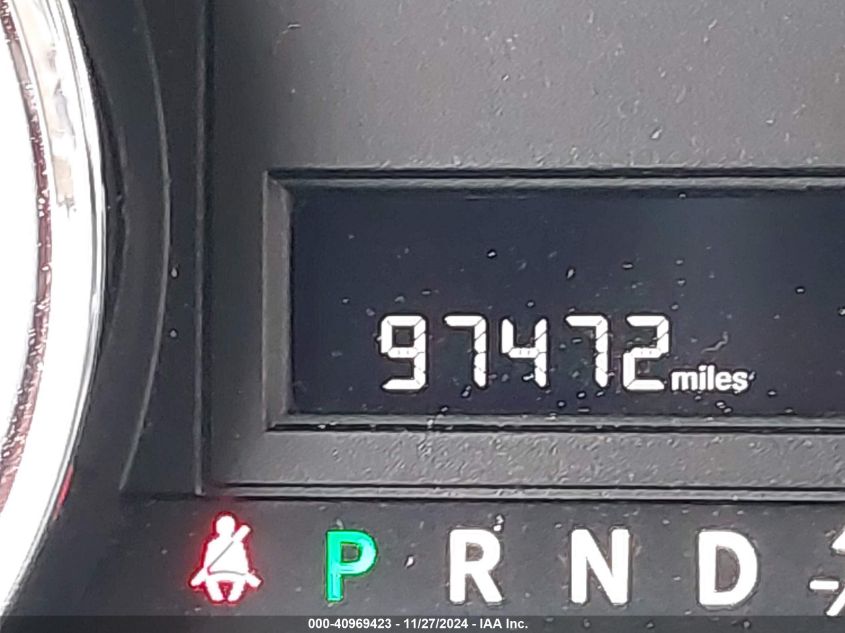 97472 miles
P R N D
000-40969423 - 11/27/2024 - IAA Inc.